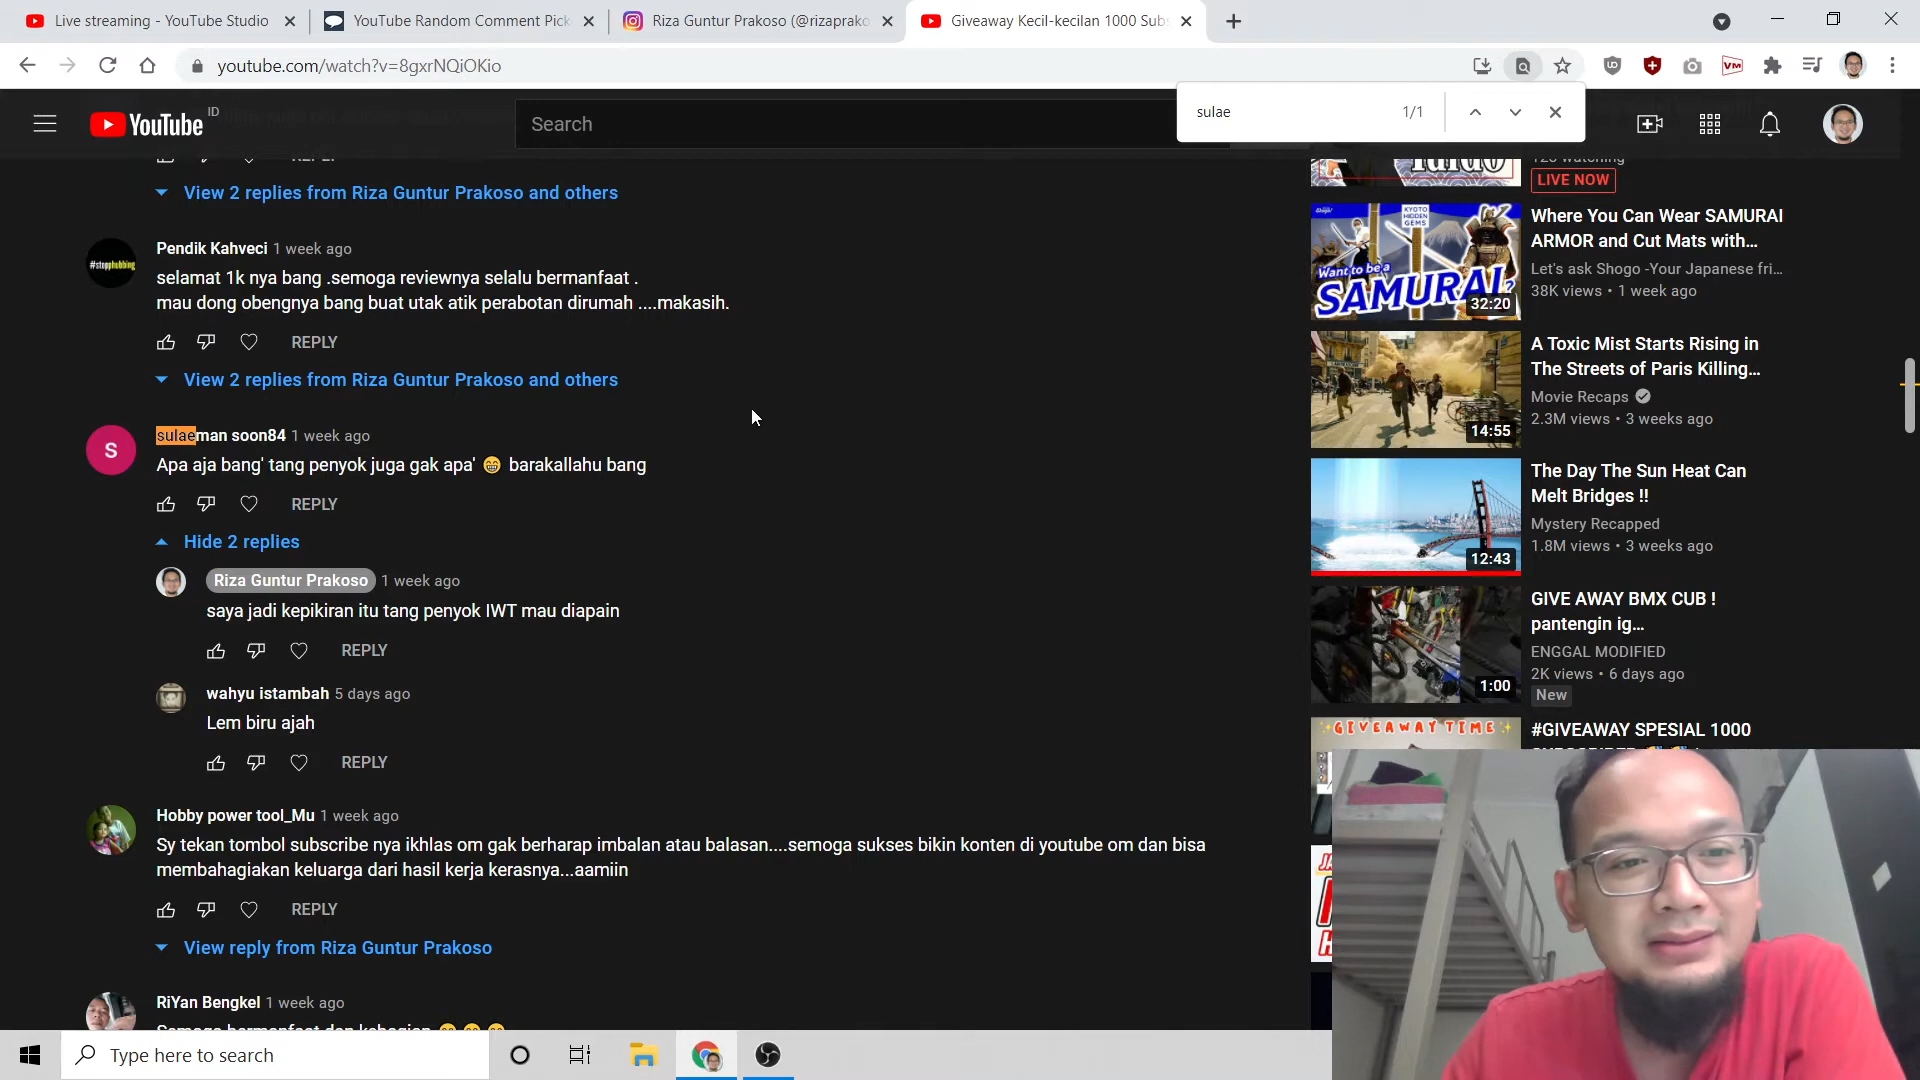 Live streaming - YouTube Studio
YouTube Random Comment Pick
Riza Guntur Prakoso (@rizaprako
Giveaway Kecil-kecilan 1000 Subs
youtube.com/watch?v=8gxrNQiOKio
sulae
1/1
YouTube ID
Search
View 2 replies from Riza Guntur Prakoso and others
Pendik Kahveci 1 week ago
selamat 1k nya bang .semoga reviewnya selalu bermanfaat .
mau dong obengnya bang buat utak atik perabotan dirumah ....makasih.
REPLY
View 2 replies from Riza Guntur Prakoso and others
#stopphubbing
sulaeman soon84 1 week ago
Apa aja bang' tang penyok juga gak apa' 😁 barakallahu bang
S
REPLY
Hide 2 replies
Riza Guntur Prakoso 1 week ago
saya jadi kepikiran itu tang penyok IWT mau diapain
REPLY
wahyu istambah 5 days ago
Lem biru ajah
REPLY
Hobby power tool_Mu 1 week ago
Sy tekan tombol subscribe nya ikhlas om gak berharap imbalan atau balasan....semoga sukses bikin konten di youtube om dan bisa
membahagiakan keluarga dari hasil kerja kerasnya...aamiin
REPLY
View reply from Riza Guntur Prakoso
RiYan Bengkel 1 week ago
Semoga bermanfaat dan kebagian
LIVE NOW
KYOTO
HIDDEN
GEMS
Want to be a
SAMURAI?
32:20
Where You Can Wear SAMURAI
ARMOR and Cut Mats with...
Let's ask Shogo -Your Japanese fri...
38K views • 1 week ago
14:55
A Toxic Mist Starts Rising in
The Streets of Paris Killing...
Movie Recaps
2.3M views • 3 weeks ago
12:43
The Day The Sun Heat Can
Melt Bridges !!
Mystery Recapped
1.8M views • 3 weeks ago
1:00
GIVE AWAY BMX CUB !
pantengin ig...
ENGGAL MODIFIED
2K views • 6 days ago
New
GIVEAWAY TIME
#GIVEAWAY SPESIAL 1000
Type here to search